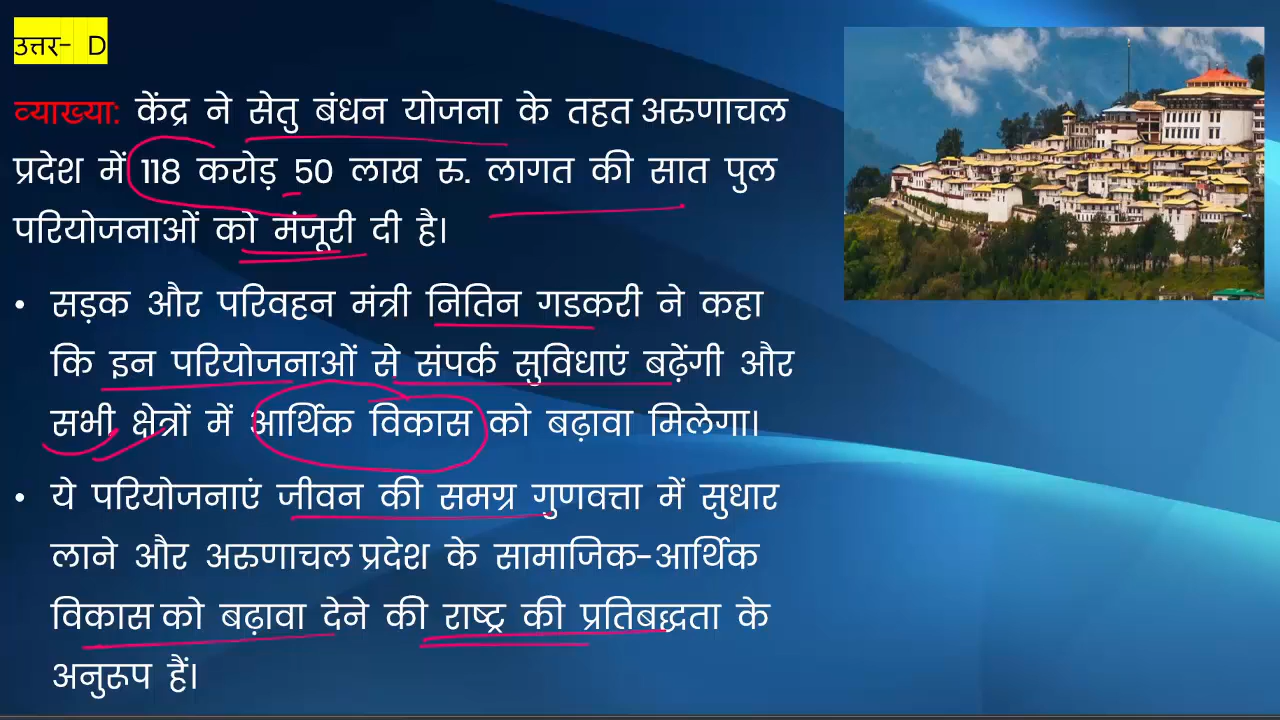 उत्तर- D
व्याख्या: केंद्र ने सेतु बंधन योजना के तहत अरुणाचल
प्रदेश में 118 करोड़ 50 लाख रु. लागत की सात पुल
परियोजनाओं को मंजूरी दी है।
• सड़क और परिवहन मंत्री नितिन गडकरी ने कहा
कि इन परियोजनाओं से संपर्क सुविधाएं बढ़ेंगी और
सभी क्षेत्रों में आर्थिक विकास को बढ़ावा मिलेगा।
• ये परियोजनाएं जीवन की समग्र गुणवत्ता में सुधार
लाने और अरुणाचल प्रदेश के सामाजिक-आर्थिक
विकास को बढ़ावा देने की राष्ट्र की प्रतिबद्धता के
अनुरूप हैं।